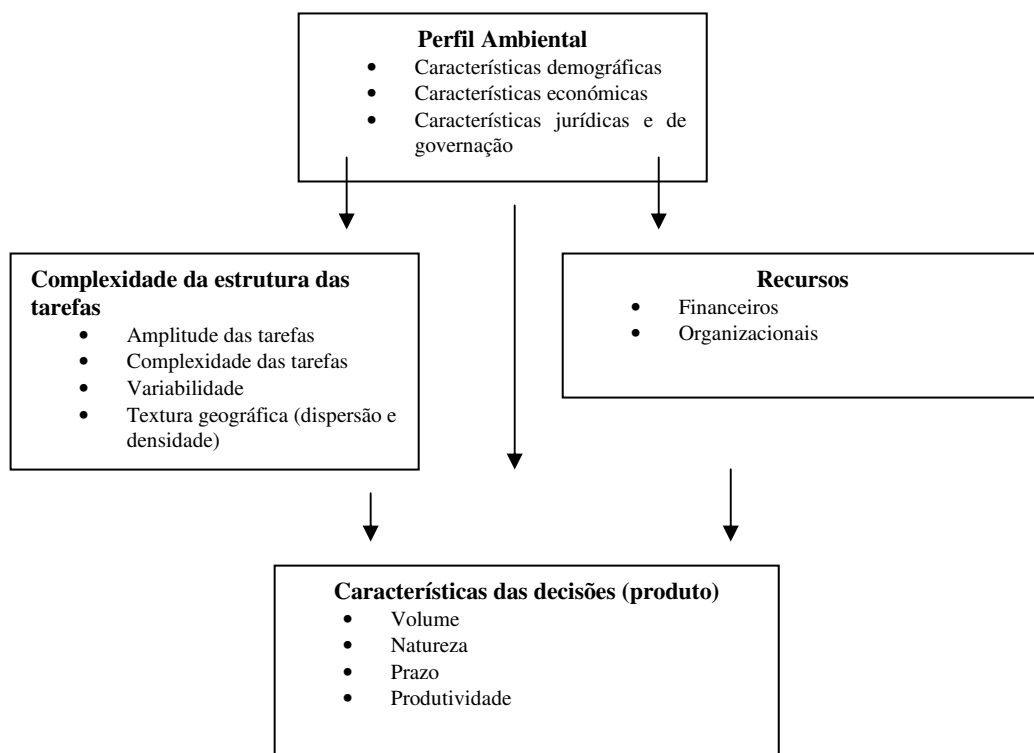 Perfil Ambiental
• Características demográficas
• Características económicas
• Características jurídicas e de
governação
Complexidade da estrutura das
tarefas
• Amplitude das tarefas
• Complexidade das tarefas
• Variabilidade
• Textura geográfica (dispersão e
densidade)
Recursos
• Financeiros
• Organizacionais
Características das decisões (produto)
• Volume
• Natureza
• Prazo
• Produtividade